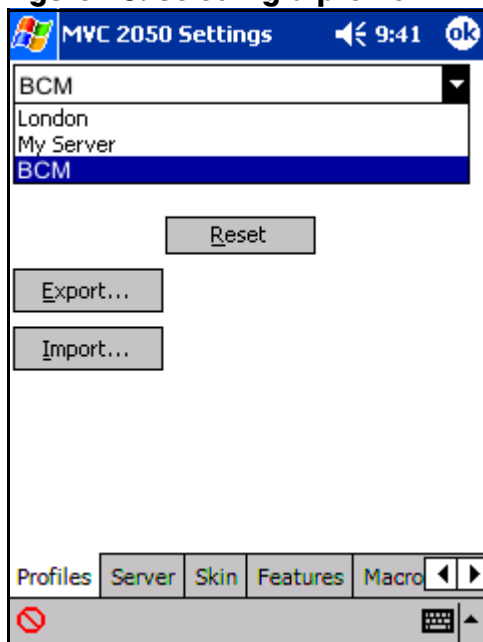 MVC 2050 Settings 9:41 ok
BCM
London
My Server
BCM
Reset
Export...
Import...
Profiles Server Skin Features Macro